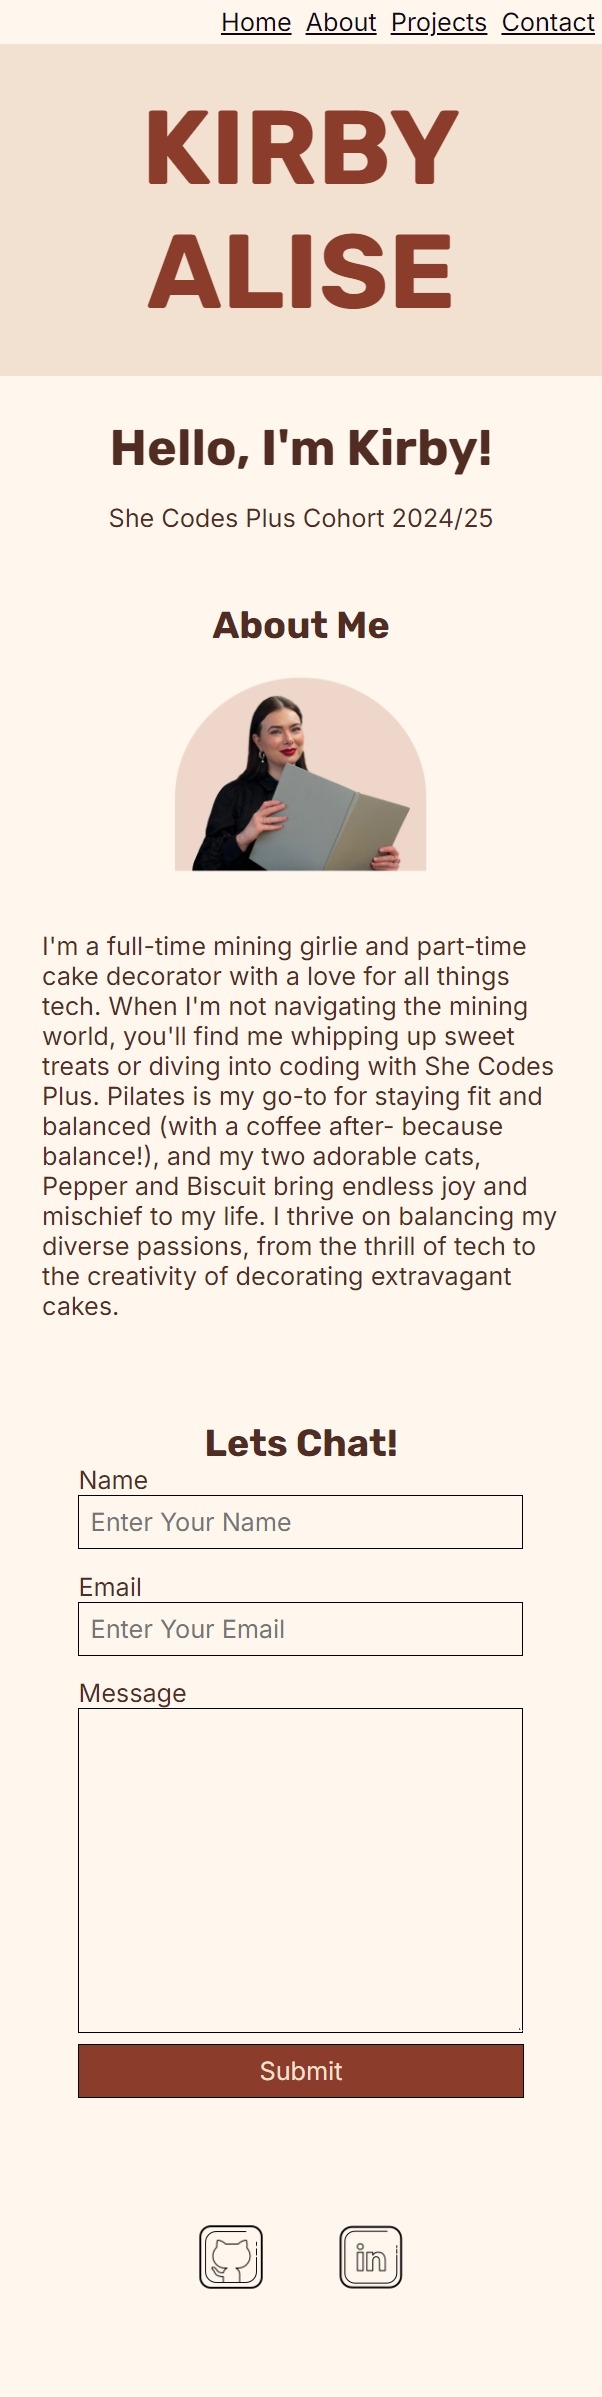 Home About Projects Contact
KIRBY
ALISE
Hello, I'm Kirby!
She Codes Plus Cohort 2024/25
About Me
I'm a full-time mining girlie and part-time
cake decorator with a love for all things
tech. When I'm not navigating the mining
world, you'll find me whipping up sweet
treats or diving into coding with She Codes
Plus. Pilates is my go-to for staying fit and
balanced (with a coffee after- because
balance!), and my two adorable cats,
Pepper and Biscuit bring endless joy and
mischief to my life. I thrive on balancing my
diverse passions, from the thrill of tech to
the creativity of decorating extravagant
cakes.
Lets Chat!
Name
Enter Your Name
Email
Enter Your Email
Message
Submit
in